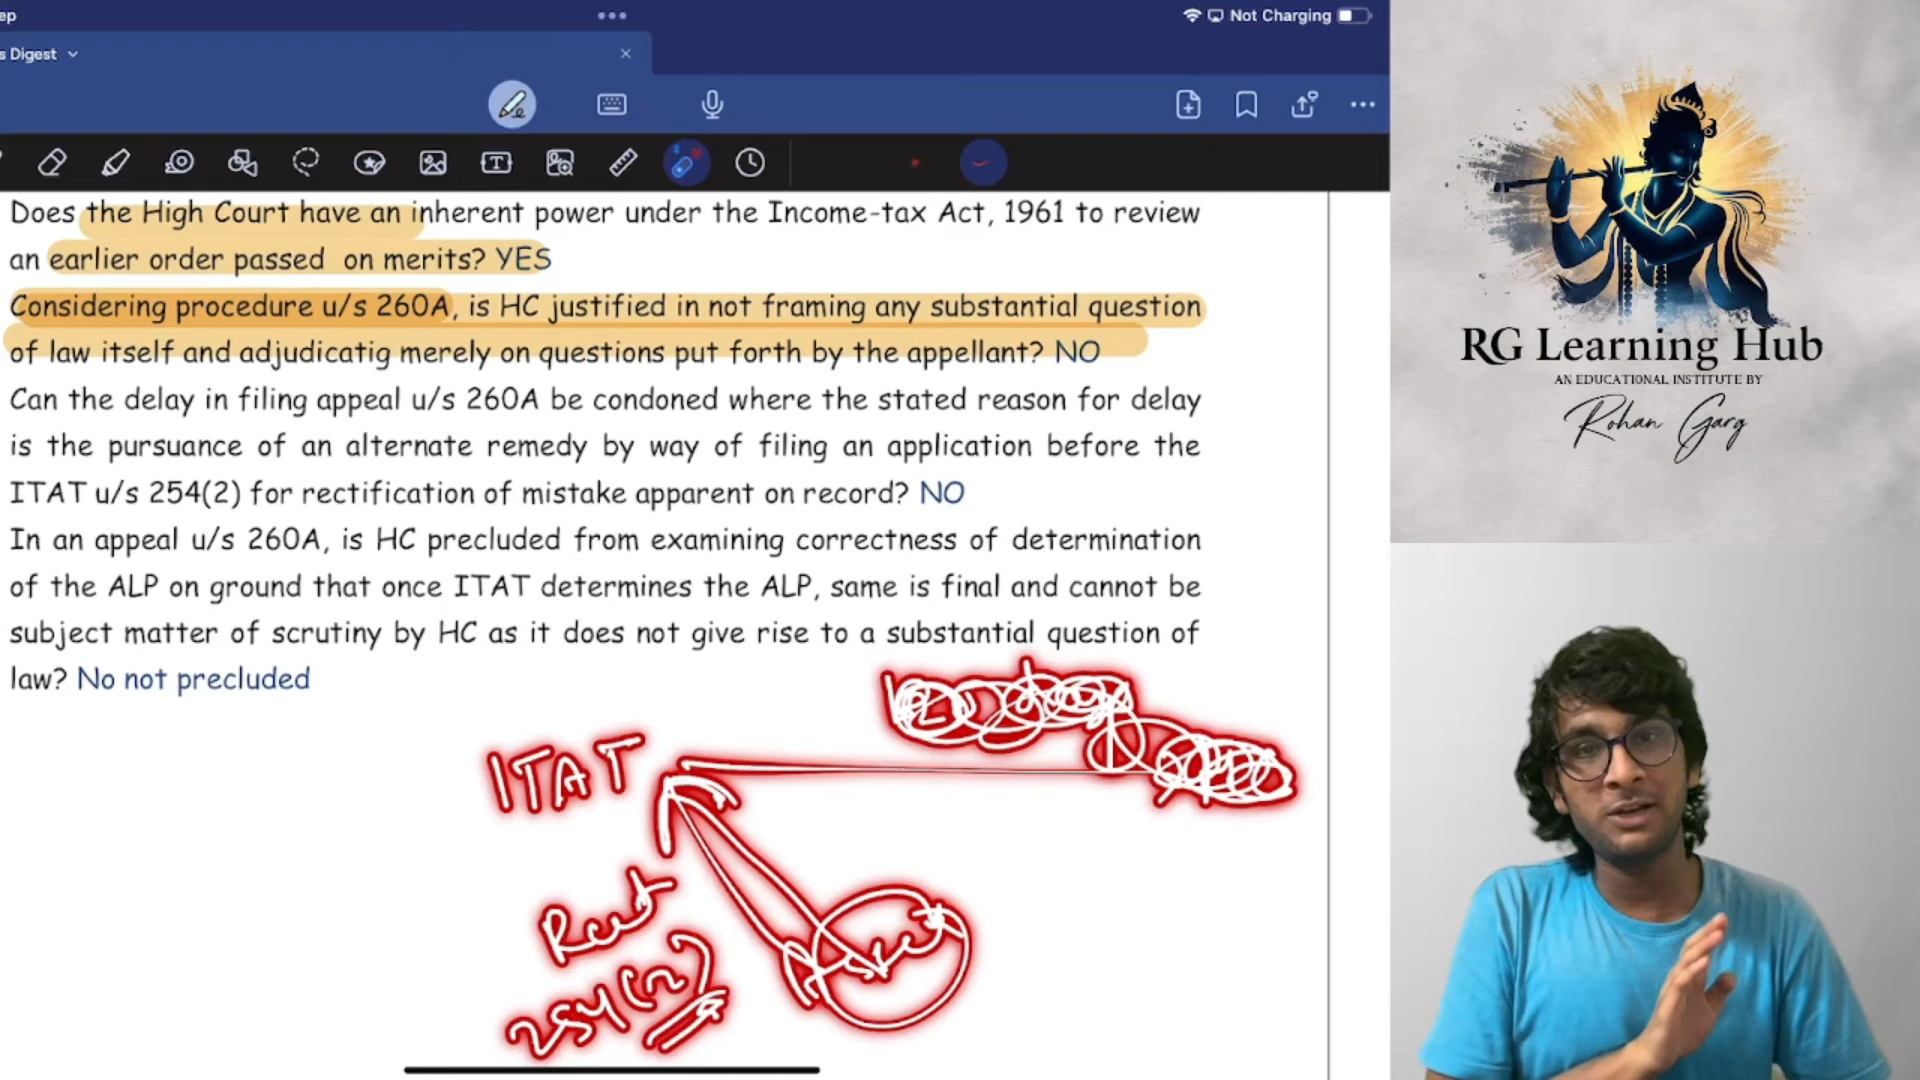 ep
Not Charging
s Digest
Does the High Court have an inherent power under the Income-tax Act, 1961 to review
an earlier order passed on merits? YES
Considering procedure u/s 260A, is HC justified in not framing any substantial question
of law itself and adjudicatig merely on questions put forth by the appellant? NO
Can the delay in filing appeal u/s 260A be condoned where the stated reason for delay
is the pursuance of an alternate remedy by way of filing an application before the
ITAT u/s 254(2) for rectification of mistake apparent on record? NO
In an appeal u/s 260A, is HC precluded from examining correctness of determination
of the ALP on ground that once ITAT determines the ALP, same is final and cannot be
subject matter of scrutiny by HC as it does not give rise to a substantial question of
law? No not precluded
ITAT
Rect
254(2)
RG Learning Hub
AN EDUCATIONAL INSTITUTE BY
Rohan Garg